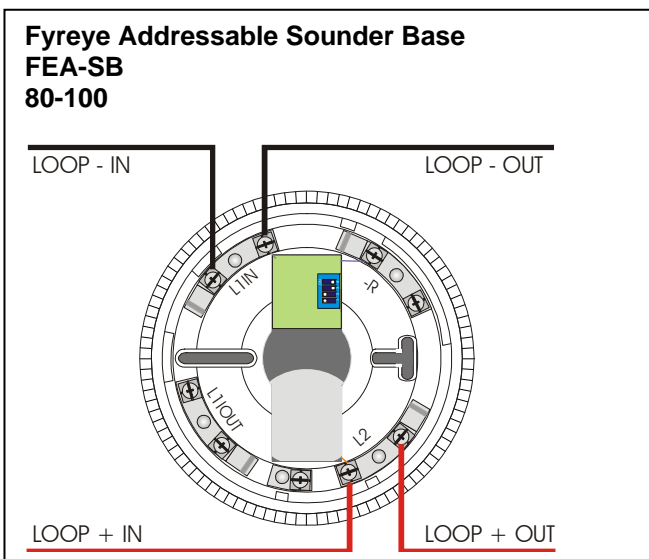 Fyreye Addressable Sounder Base
FEA-SB
80-100
LOOP - IN
LOOP - OUT
L1IN
-R
L1OUT
L2
LOOP + IN
LOOP + OUT